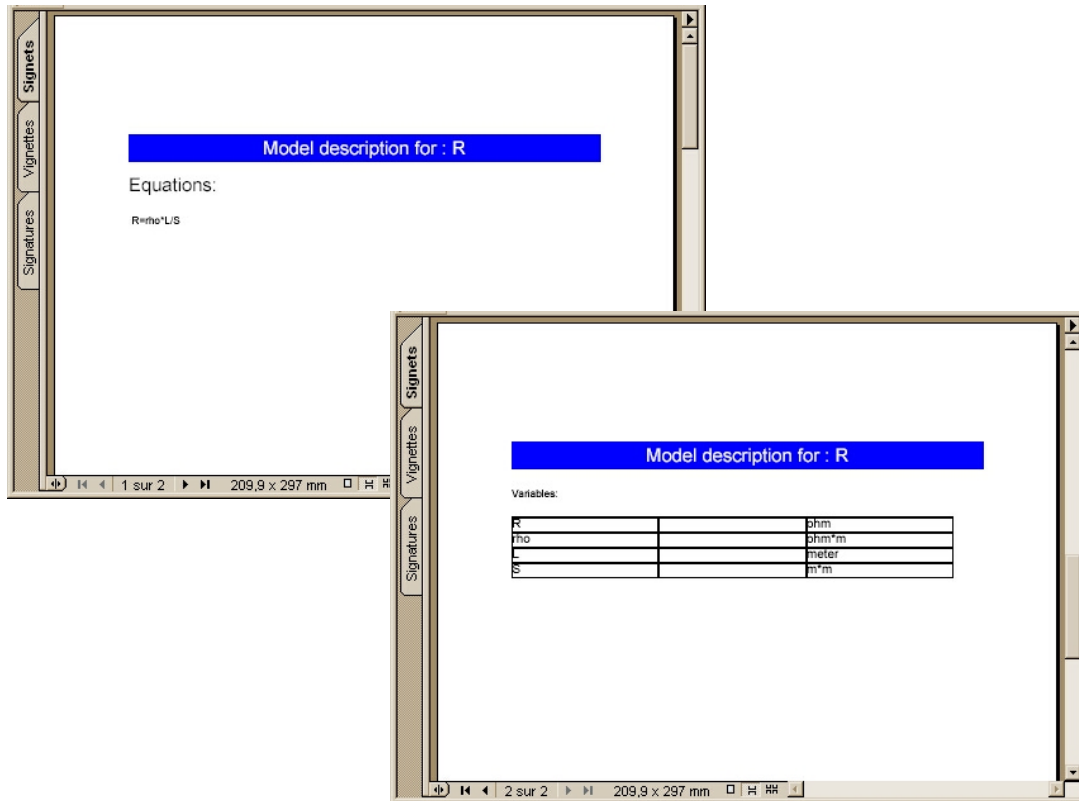 Signets
Vignettes
Signatures
Model description for : R
Equations:
R=rho*L/S
1 sur 2
209,9 x 297 mm
Signets
Vignettes
Signatures
Model description for : R
Variables:
R ohm
rho ohm*m
L meter
S m*m
2 sur 2
209,9 x 297 mm